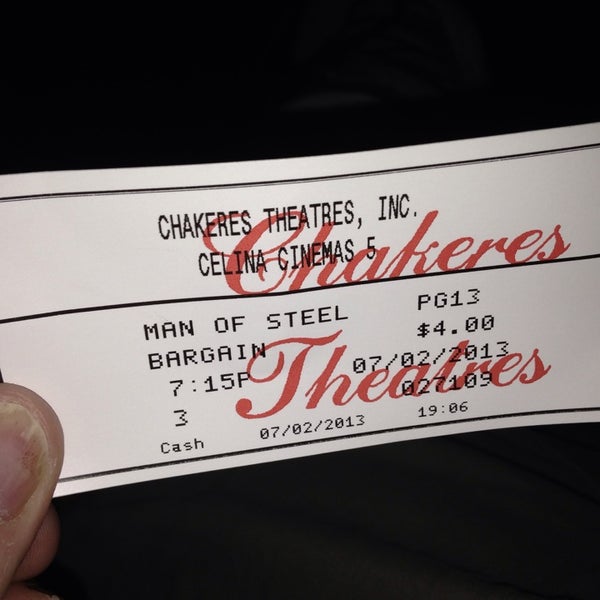 CHAKERES THEATRES, INC.
CELINA CINEMAS 5
Chakeres
MAN OF STEEL PG13
BARGAIN $4.00
7:15P 07/02/2013
Theatres
3 027109
Cash 07/02/2013 19:06